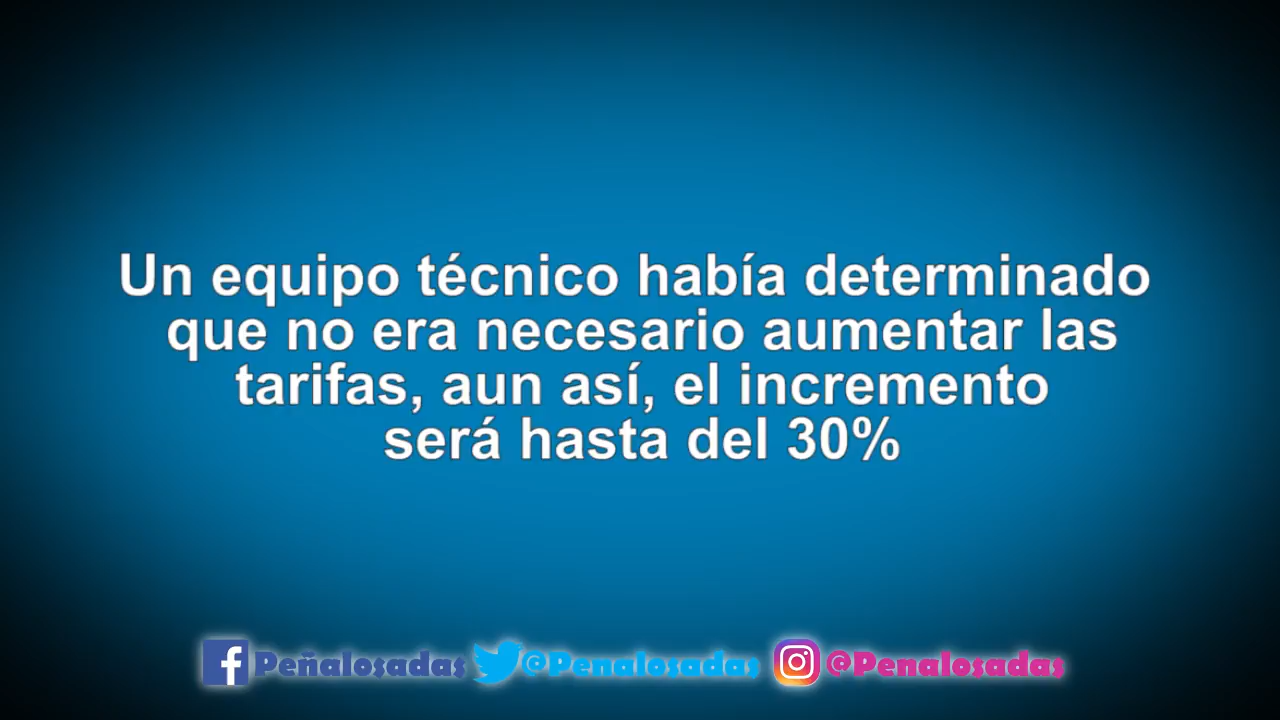 Un equipo técnico había determinado
que no era necesario aumentar las
tarifas, aun así, el incremento
será hasta del 30%
Peñalosadas @Penalosadas @Penalosadas